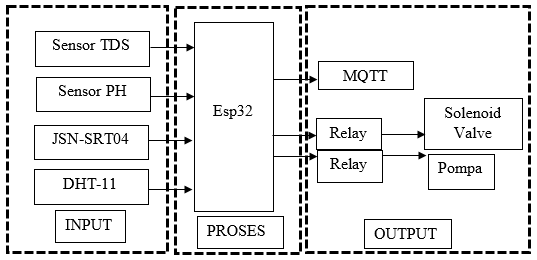 Sensor TDS
Sensor PH
JSN-SRT04
DHT-11
INPUT
Esp32
PROSES
MQTT
Relay
Solenoid
Valve
Relay
Pompa
OUTPUT